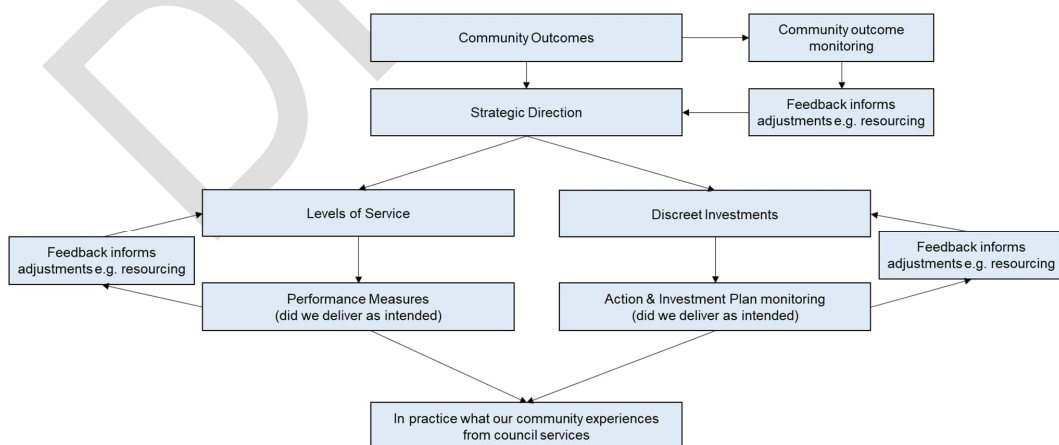 Community Outcomes
Community outcome
monitoring
Strategic Direction
Feedback informs
adjustments e.g. resourcing
Levels of Service
Discreet Investments
Feedback informs
adjustments e.g. resourcing
Feedback informs
adjustments e.g. resourcing
Performance Measures
(did we deliver as intended)
Action & Investment Plan monitoring
(did we deliver as intended)
In practice what our community experiences
from council services